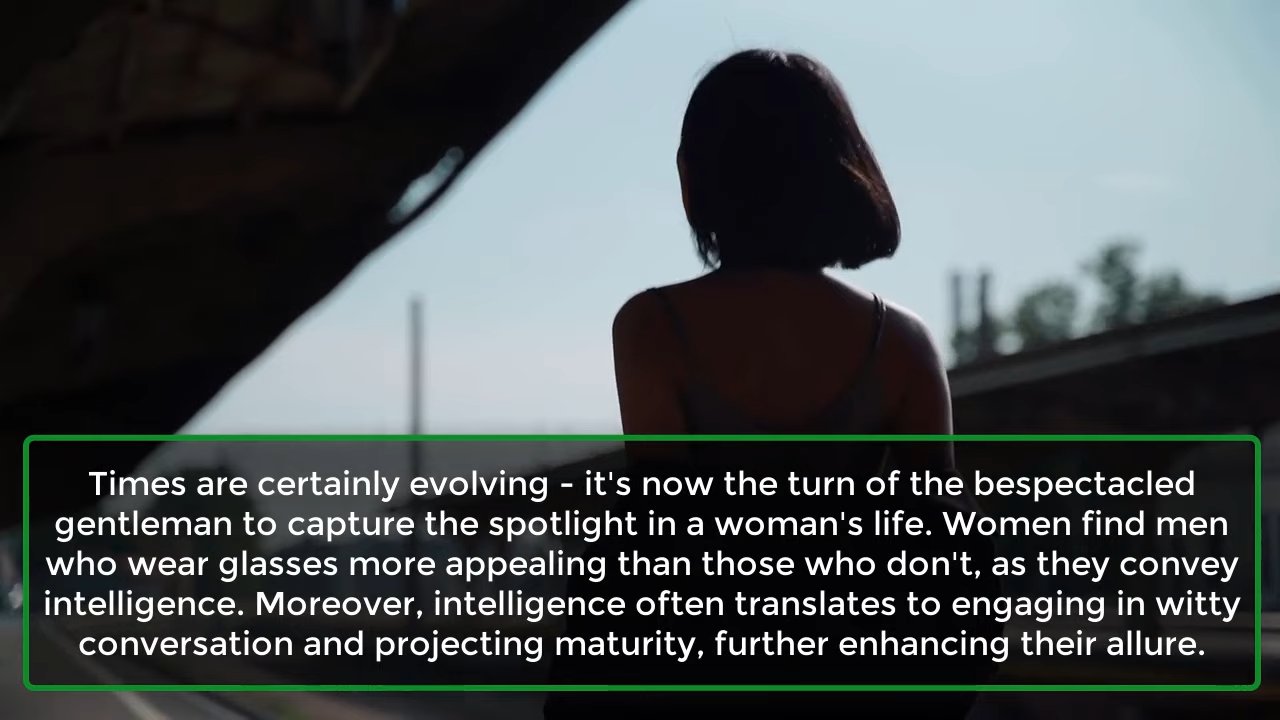 Times are certainly evolving - it's now the turn of the bespectacled
gentleman to capture the spotlight in a woman's life. Women find men
who wear glasses more appealing than those who don't, as they convey
intelligence. Moreover, intelligence often translates to engaging in witty
conversation and projecting maturity, further enhancing their allure.